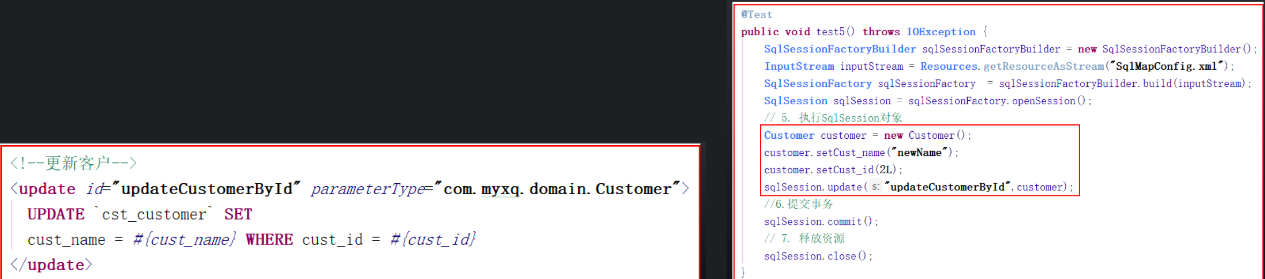 <!--更新客户-->
<update id="updateCustomerById" parameterType="com.myxq.domain.Customer">
UPDATE `cst_customer` SET
cust_name = #{cust_name} WHERE cust_id = #{cust_id}
</update>
@Test
public void test5() throws IOException {
SqlSessionFactoryBuilder sqlSessionFactoryBuilder = new SqlSessionFactoryBuilder();
InputStream inputStream = Resources.getResourceAsStream("SqlMapConfig.xml");
SqlSessionFactory sqlSessionFactory = sqlSessionFactoryBuilder.build(inputStream);
SqlSession sqlSession = sqlSessionFactory.openSession();
// 5. 执行SqlSession对象
Customer customer = new Customer();
customer.setCust_name("newName");
customer.setCust_id(2L);
sqlSession.update( s: "updateCustomerById",customer);
//6.提交事务
sqlSession.commit();
// 7. 释放资源
sqlSession.close();
}